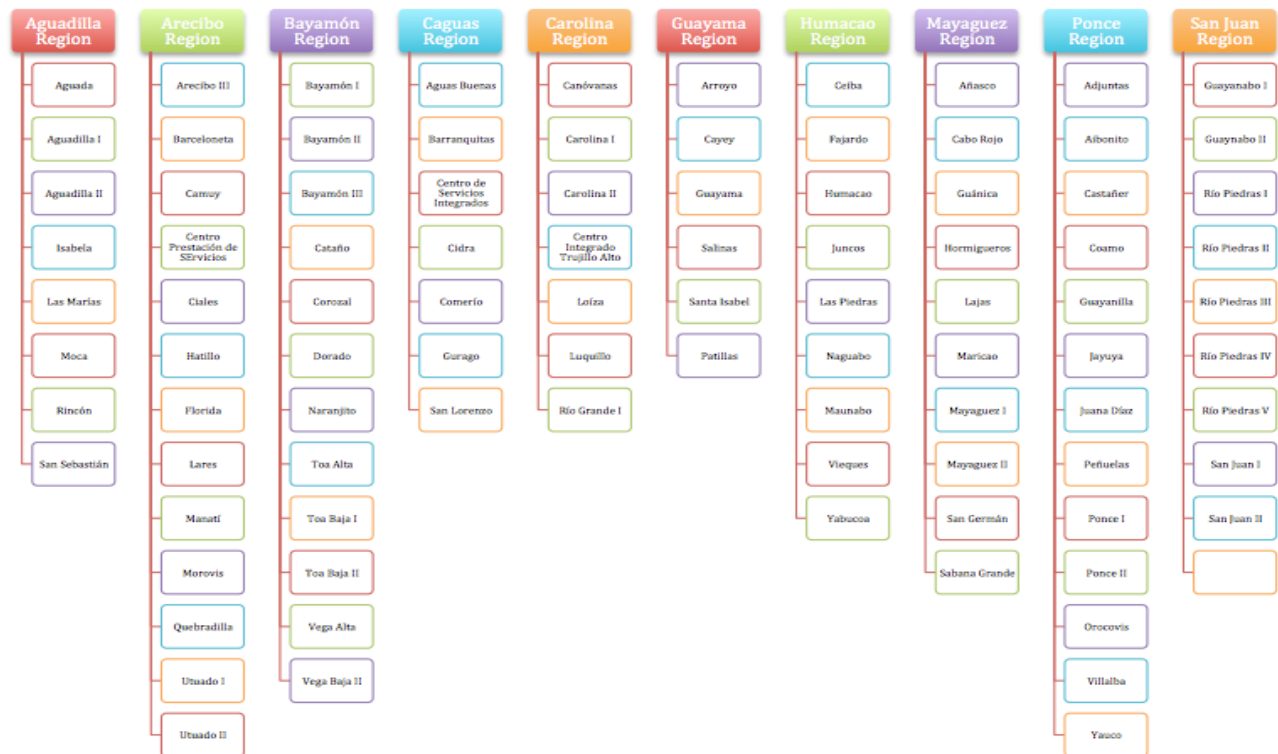 Aguadilla
Region
Aguada
Aguadilla I
Aguadilla II
Isabela
Las Marías
Moca
Rincón
San Sebastián
Arecibo
Region
Arecibo III
Barceloneta
Camuy
Centro
Prestación de
SErvicios
Ciales
Hatillo
Florida
Lares
Manatí
Morovis
Quebradilla
Utuado I
Utuado II
Bayamón
Region
Bayamón I
Bayamón II
Bayamón III
Cataño
Corozal
Dorado
Naranjito
Toa Alta
Toa Baja I
Toa Baja II
Vega Alta
Vega Baja II
Caguas
Region
Aguas Buenas
Barranquitas
Centro de
Servicios
Integrados
Cidra
Comerío
Gurago
San Lorenzo
Carolina
Region
Canóvanas
Carolina I
Carolina II
Centro
Integrado
Trujillo Alto
Loíza
Luquillo
Río Grande I
Guayama
Region
Arroyo
Cayey
Guayama
Salinas
Santa Isabel
Patillas
Humacao
Region
Ceiba
Fajardo
Humacao
Juncos
Las Piedras
Naguabo
Maunabo
Vieques
Yabucoa
Mayaguez
Region
Añasco
Cabo Rojo
Guánica
Hormigueros
Lajas
Maricao
Mayaguez I
Mayaguez II
San Germán
Sabana Grande
Ponce
Region
Adjuntas
Aibonito
Castañer
Coamo
Guayanilla
Jayuya
Juana Díaz
Peñuelas
Ponce I
Ponce II
Orocovis
Villalba
Yauco
San Juan
Region
Guayanabo I
Guaynabo II
Río Piedras I
Río Piedras II
Río Piedras III
Río Piedras IV
Río Piedras V
San Juan I
San Juan II